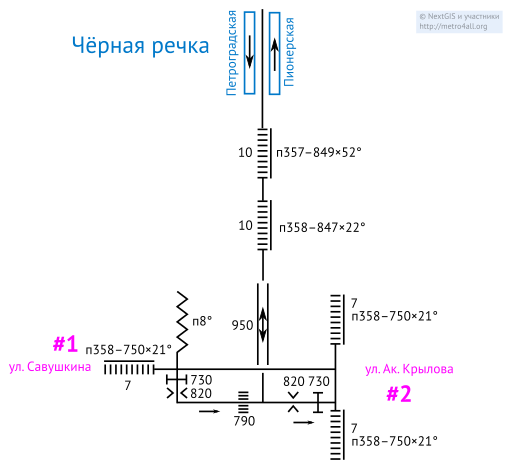 © NextGIS и участники
http://metro4all.org
Чёрная речка
Петроградская
Пионерская
10
п357–849×52°
10
п358–847×22°
950
п8°
7
п358–750×21°
#1
п358–750×21°
ул. Савушкина
7
ул. Ак. Крылова
#2
730
820
820 730
790
7
п358–750×21°